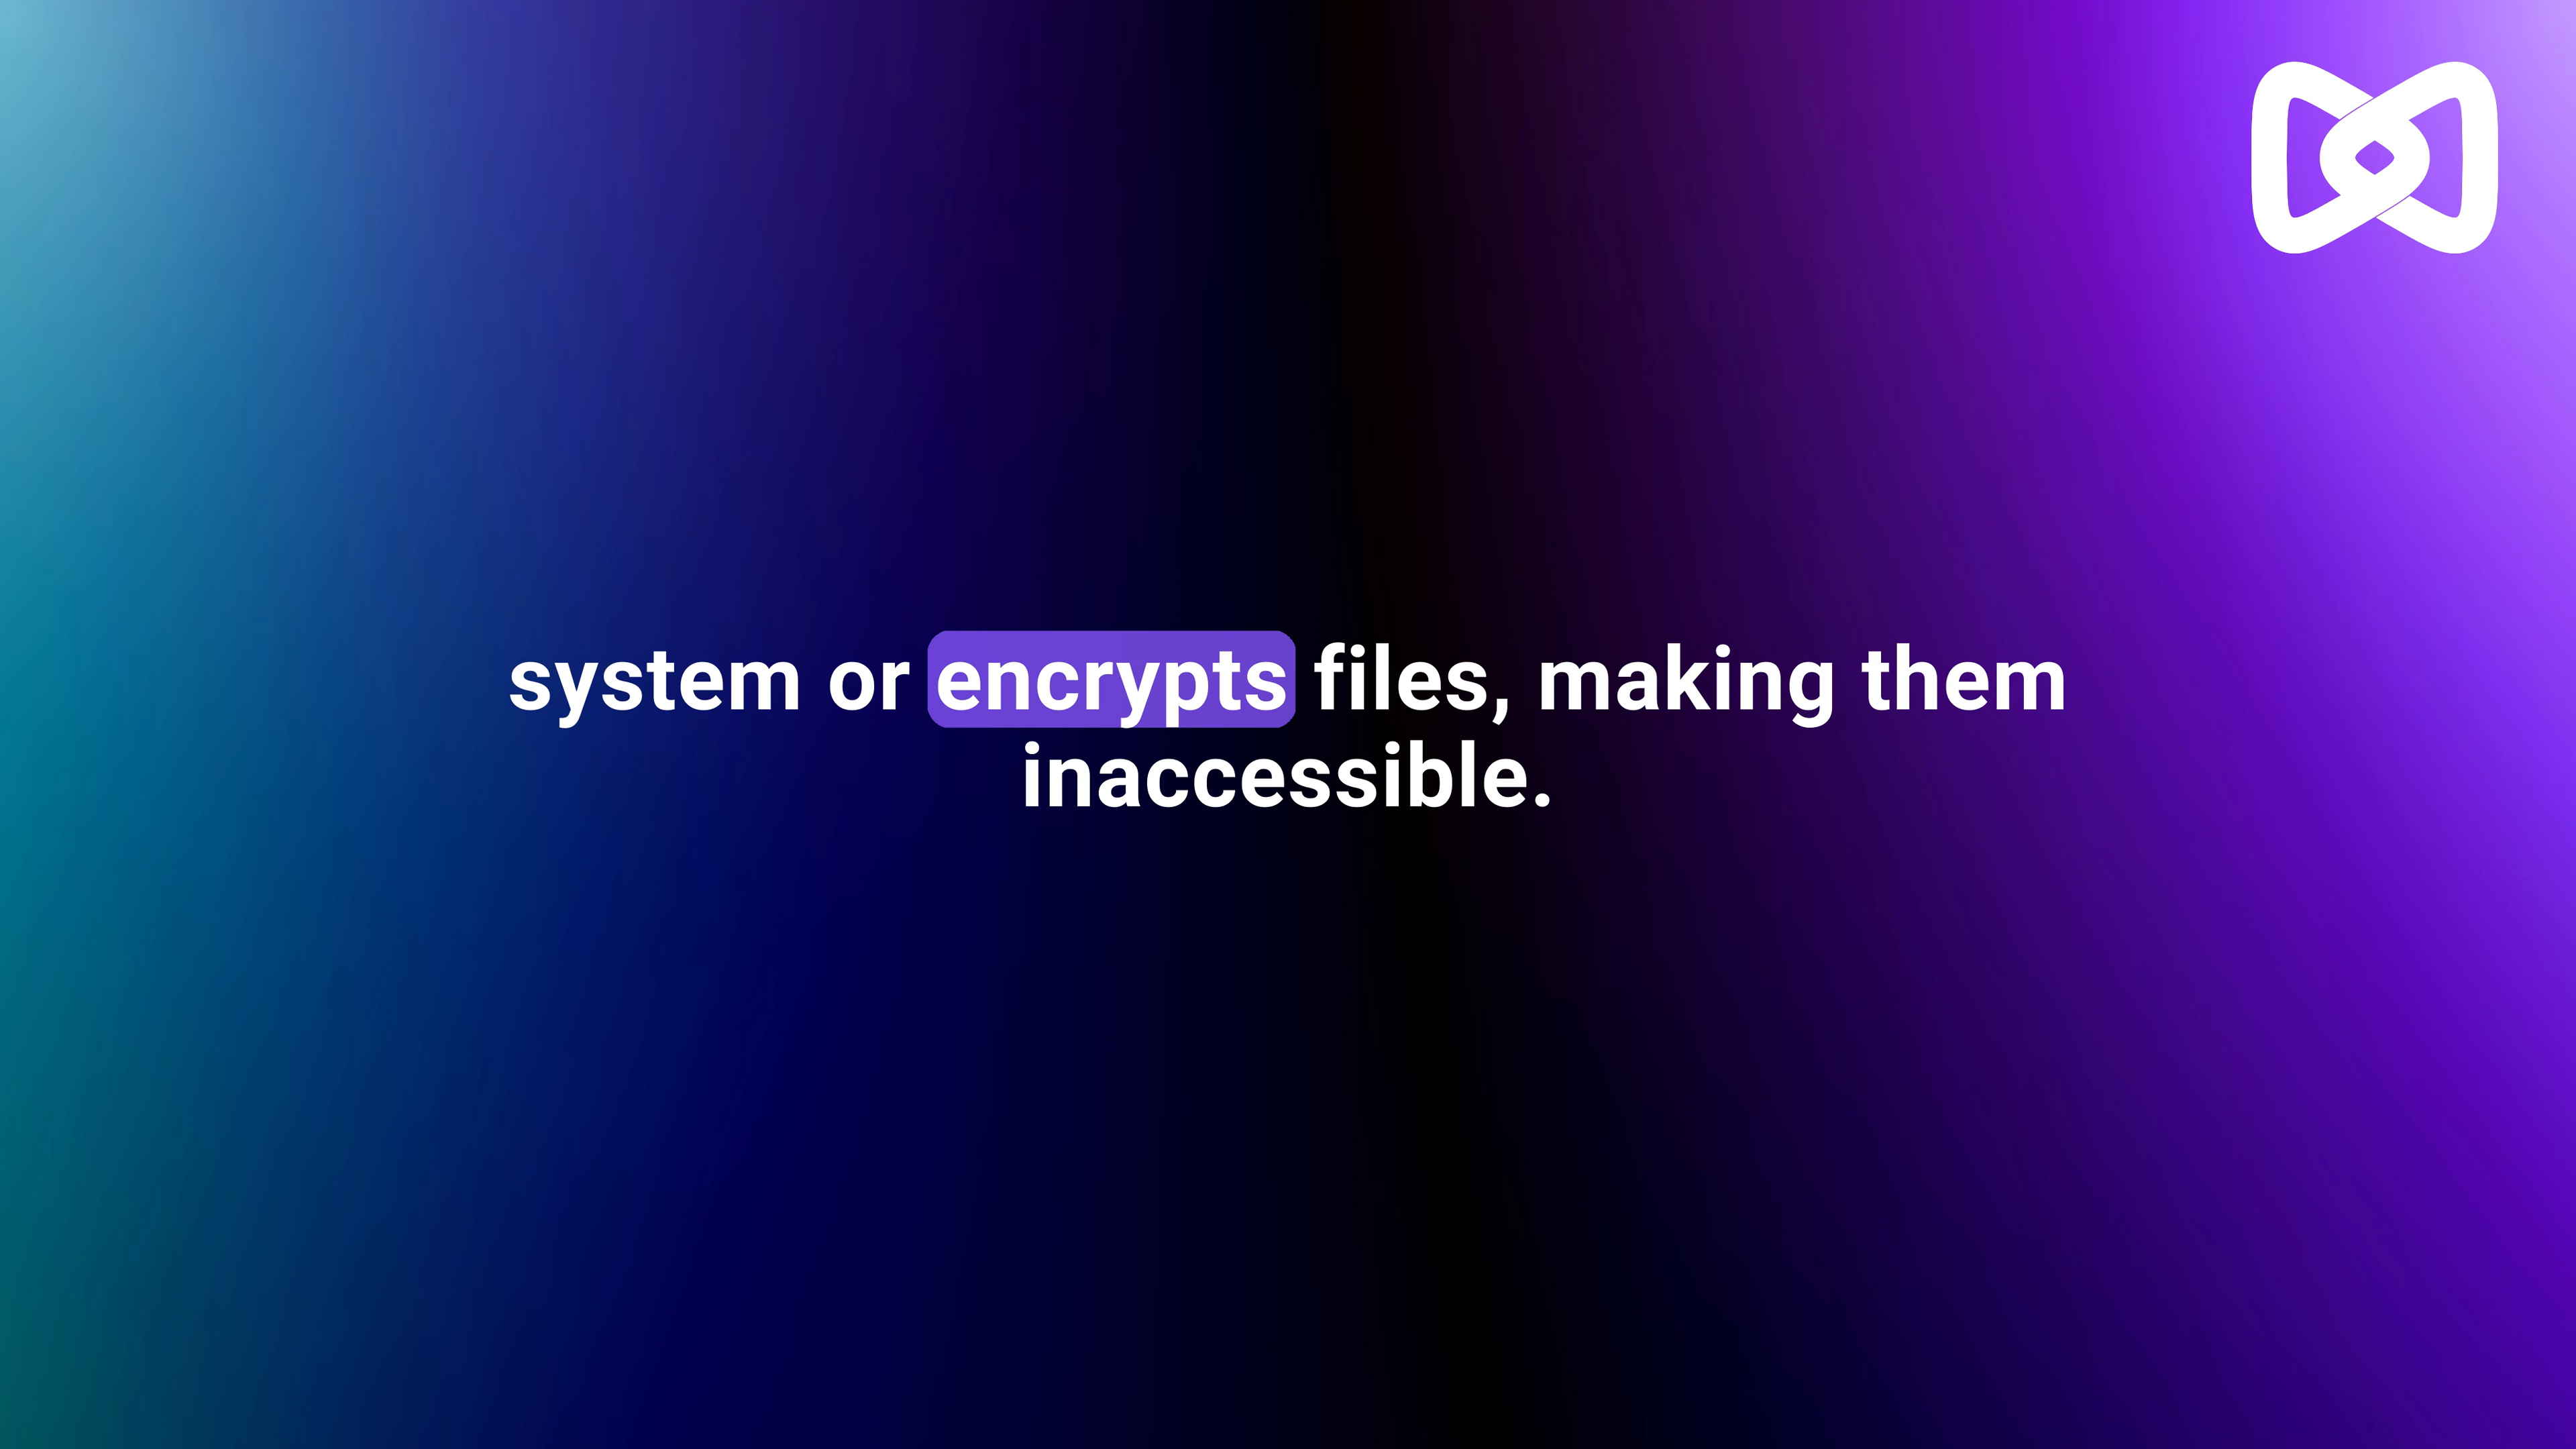 system or encrypts files, making them
inaccessible.